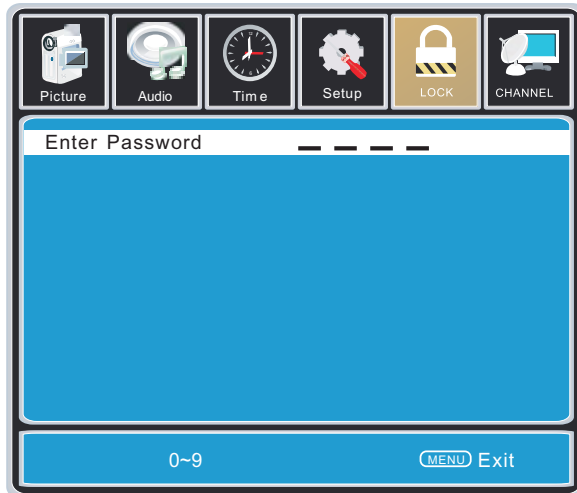 Picture Audio Time Setup LOCK CHANNEL
Enter Password _ _ _ _
0~9 MENU Exit